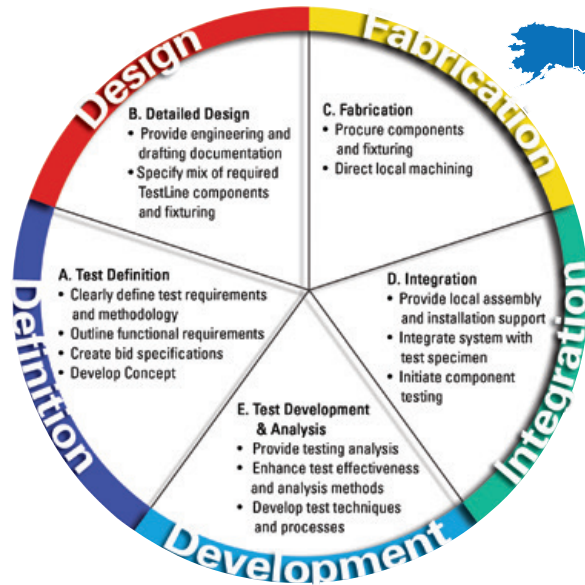 Design
B. Detailed Design
• Provide engineering and
drafting documentation
• Specify mix of required
TestLine components
and fixturing
Fabrication
C. Fabrication
• Procure components
and fixturing
• Direct local machining
Definition
A. Test Definition
• Clearly define test requirements
and methodology
• Outline functional requirements
• Create bid specifications
• Develop Concept
Integration
D. Integration
• Provide local assembly
and installation support
• Integrate system with
test specimen
• Initiate component
testing
E. Test Development
& Analysis
• Provide testing analysis
• Enhance test effectiveness
and analysis methods
• Develop test techniques
and processes
Development